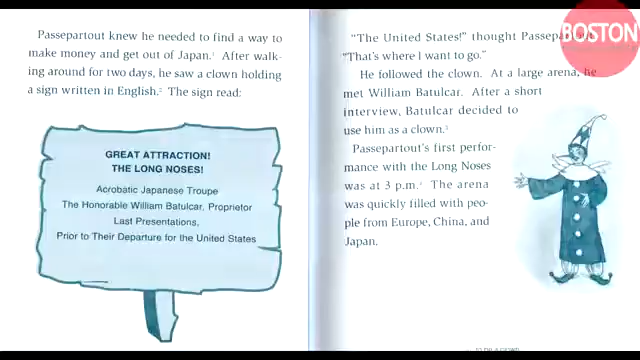 Passepartout knew he needed to find a way to
make money and get out of Japan.¹ After walk-
ing around for two days, he saw a clown holding
a sign written in English.² The sign read:
GREAT ATTRACTION!
THE LONG NOSES!
Acrobatic Japanese Troupe
The Honorable William Batulcar, Proprietor
Last Presentations,
Prior to Their Departure for the United States
BOSTON
"The United States!" thought
"That's where I want to go."
He followed the clown. At a large arena, he
met William Batulcar. After a short
interview, Batulcar decided to
use him as a clown.³
Passepartout's first perfor-
mance with the Long Noses
was at 3 p.m.⁴ The arena
was quickly filled with peo-
ple from Europe, China, and
Japan.